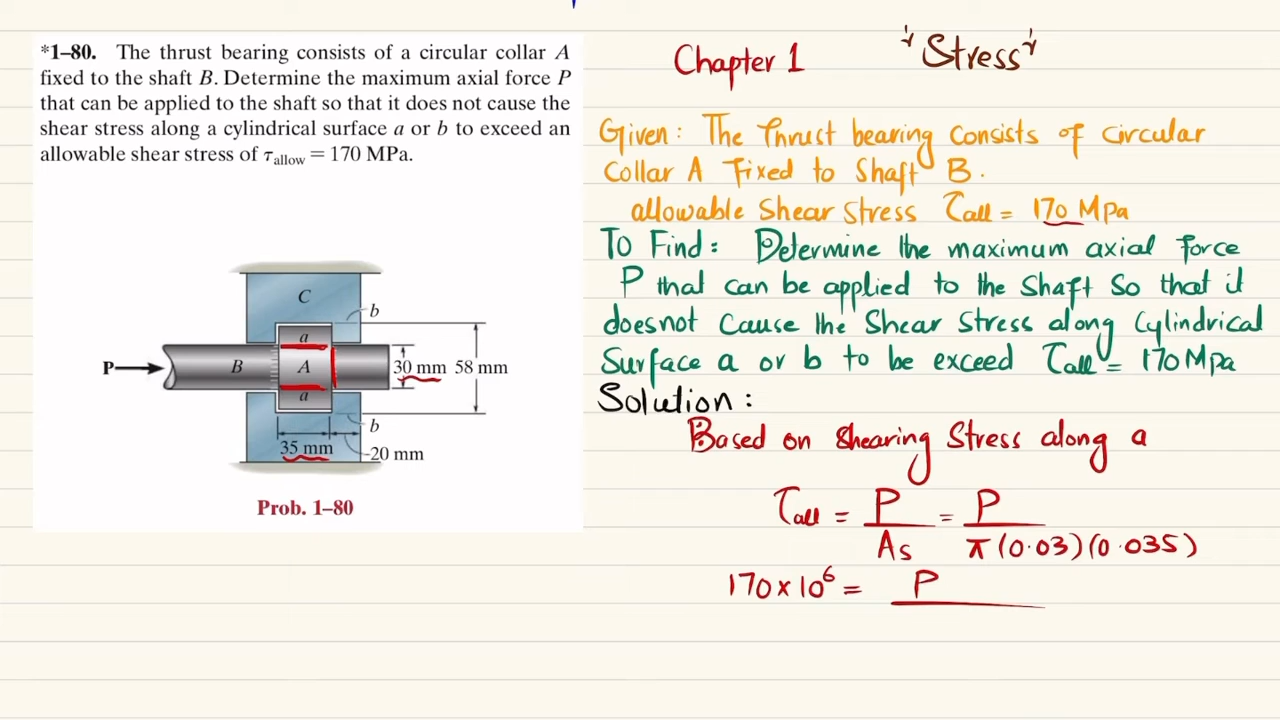 *1–80. The thrust bearing consists of a circular collar A
fixed to the shaft B. Determine the maximum axial force P
that can be applied to the shaft so that it does not cause the
shear stress along a cylindrical surface a or b to exceed an
allowable shear stress of τallow = 170 MPa.
C
b
a
P
B
A
30 mm
58 mm
a
b
35 mm
20 mm
Prob. 1–80
Chapter 1
Stress
Given: The Thrust bearing Consists of Circular
Collar A Fixed to Shaft B.
allowable Shear Stress τall = 170 MPa
To Find: Determine the maximum axial force
P that can be applied to the Shaft So that it
doesnot Cause the Shear Stress along Cylindrical
Surface a or b to be exceed τall = 170 MPa
Solution:
Based on Shearing Stress along a
τall = P/As = P/π(0.03)(0.035)
170×10⁶ = P